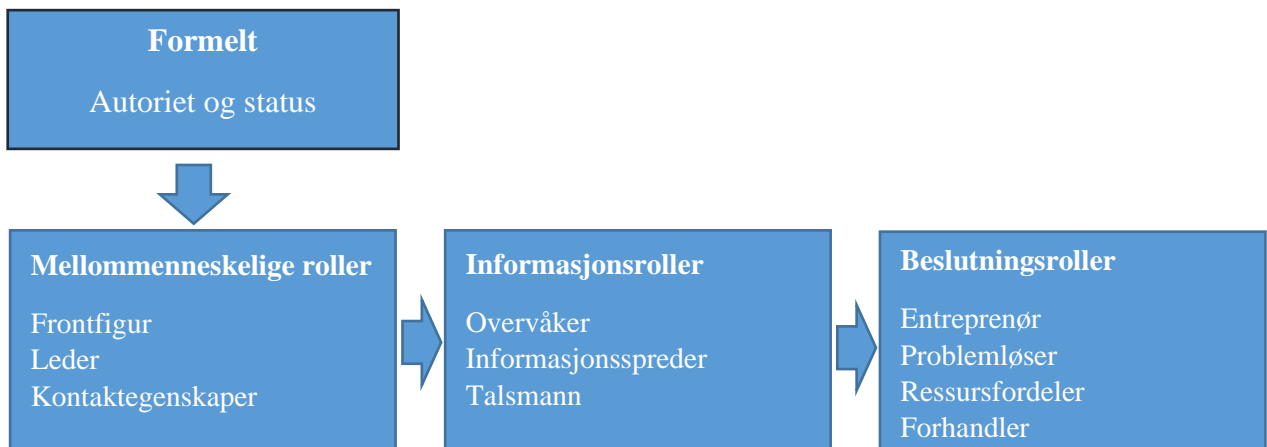 Formelt
Autoriet og status
Mellommenneskelige roller
Frontfigur
Leder
Kontaktegenskaper
Informasjonsroller
Overvåker
Informasjonsspreder
Talsmann
Beslutningsroller
Entreprenør
Problemløser
Ressursfordeler
Forhandler